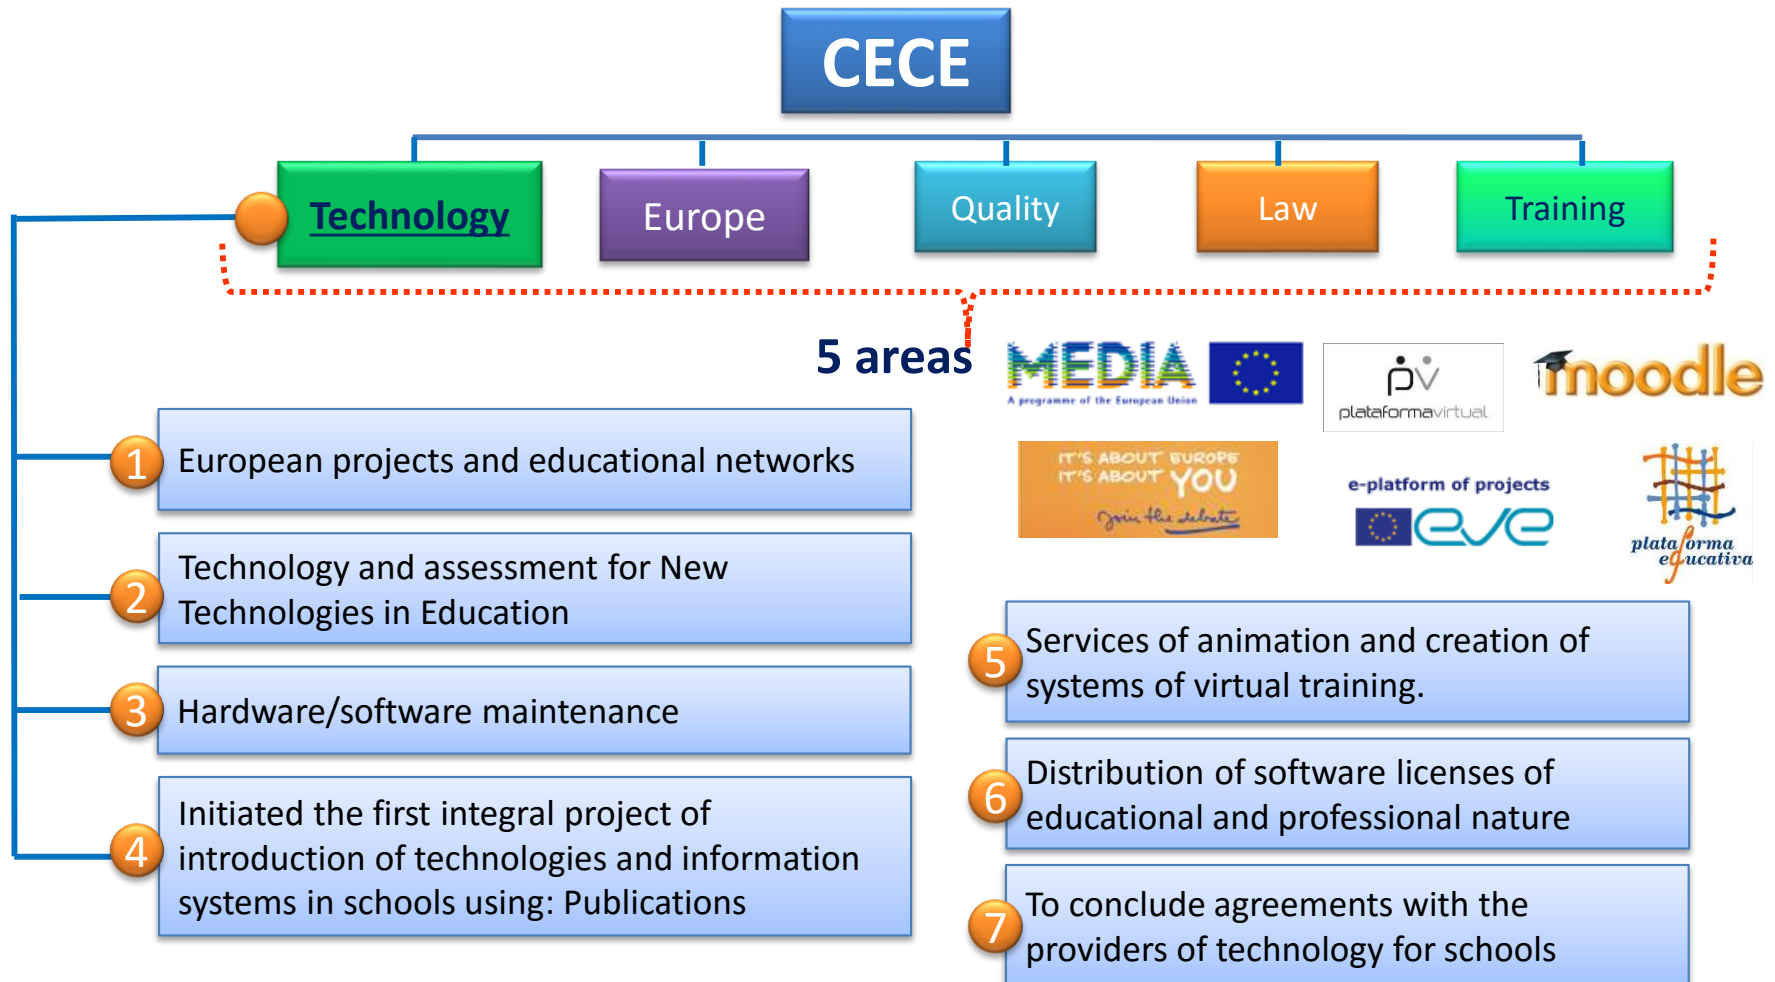 CECE
Technology
Europe
Quality
Law
Training
5 areas
MEDIA
A programme of the European Union
pv
plataformavirtual
moodle
IT'S ABOUT EUROPE
IT'S ABOUT YOU
Join the debate
e-platform of projects
eve
plataforma
educativa
1
European projects and educational networks
2
Technology and assessment for New
Technologies in Education
3
Hardware/software maintenance
4
Initiated the first integral project of
introduction of technologies and information
systems in schools using: Publications
5
Services of animation and creation of
systems of virtual training.
6
Distribution of software licenses of
educational and professional nature
7
To conclude agreements with the
providers of technology for schools